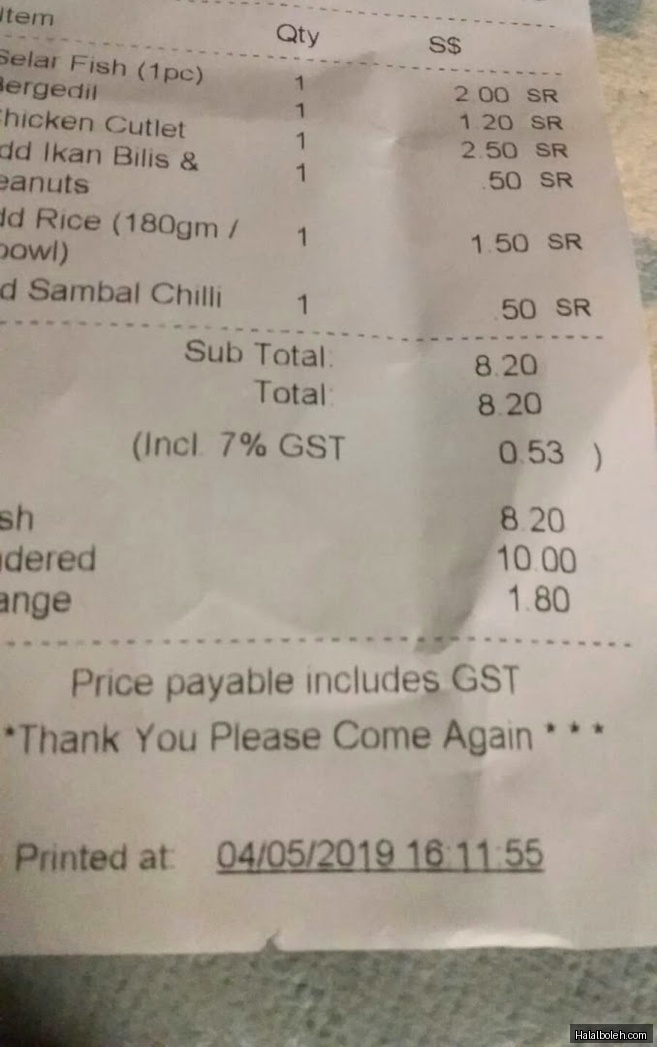 Item Qty S$
Selar Fish (1pc) 1 2.00 SR
Bergedil 1 1.20 SR
hicken Cutlet 1 2.50 SR
dd Ikan Bilis & 1 .50 SR
eanuts
dd Rice (180gm / 1 1.50 SR
bowl)
d Sambal Chilli 1 .50 SR
Sub Total: 8.20
Total: 8.20
(Incl. 7% GST 0.53 )
sh 8.20
dered 10.00
ange 1.80
Price payable includes GST
*Thank You Please Come Again * * *
Printed at: 04/05/2019 16:11:55
Halalboleh.com